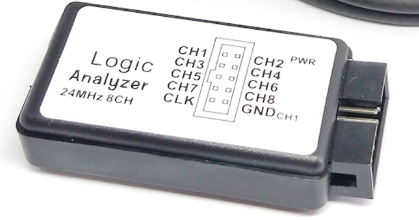 Logic
Analyzer
24MHz 8CH
CH1 CH2 PWR
CH3 CH4
CH5 CH6
CH7 CH8
CLK GND CH1